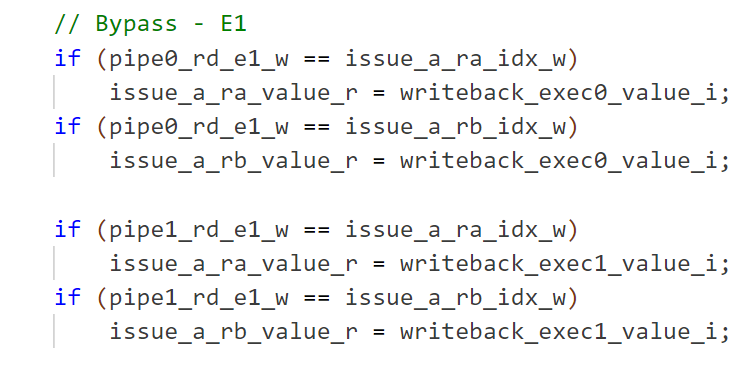 // Bypass - E1
if (pipe0_rd_e1_w == issue_a_ra_idx_w)
issue_a_ra_value_r = writeback_exec0_value_i;
if (pipe0_rd_e1_w == issue_a_rb_idx_w)
issue_a_rb_value_r = writeback_exec0_value_i;
if (pipe1_rd_e1_w == issue_a_ra_idx_w)
issue_a_ra_value_r = writeback_exec1_value_i;
if (pipe1_rd_e1_w == issue_a_rb_idx_w)
issue_a_rb_value_r = writeback_exec1_value_i;